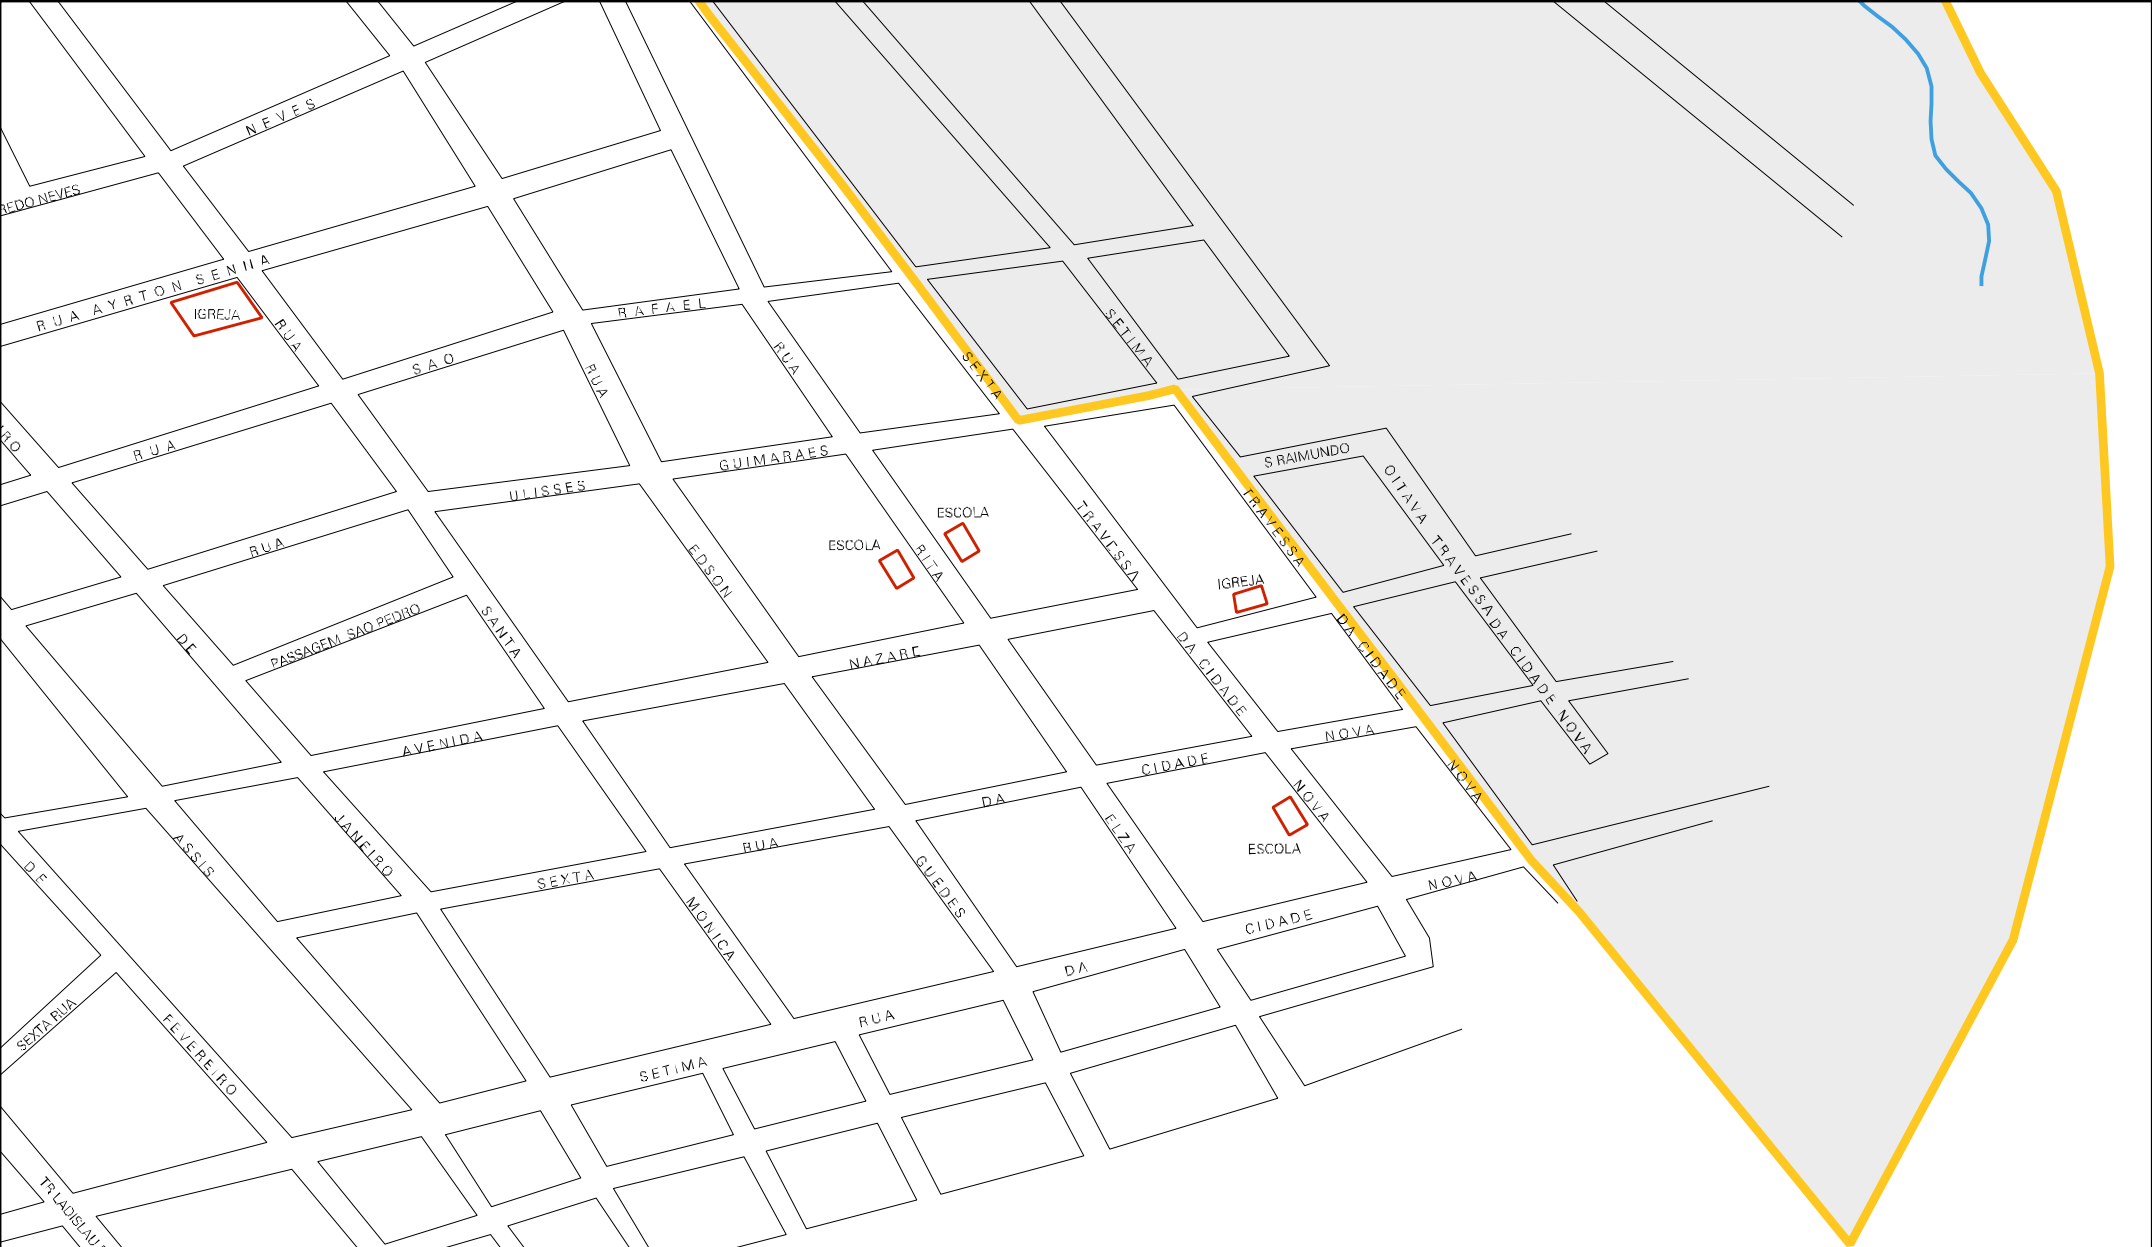 NEVES
REDO NEVES
RUA AYRTON SENNA
IGREJA
RUA
SAO
RAFAEL
RUA
RUA
SEXTA
SETIMA
RUA
GUIMARAES
ULISSES
S RAIMUNDO
OITAVA TRAVESSA DA CIDADE NOVA
RUA
ESCOLA
ESCOLA
EDSON
RITA
TRAVESSA
TRAVESSA
IGREJA
PASSAGEM SAO PEDRO
DE
SANTA
NAZARE
DA CIDADE
DA CIDADE
AVENIDA
NOVA
CIDADE
DA
NOVA
NOVA
ESCOLA
RUA
ELZA
JANEIRO
ASSIS
DE
SEXTA
GUEDES
NOVA
MONICA
CIDADE
DA
RUA
SEXTA RUA
FEVEREIRO
SETIMA
TR LADISLAU